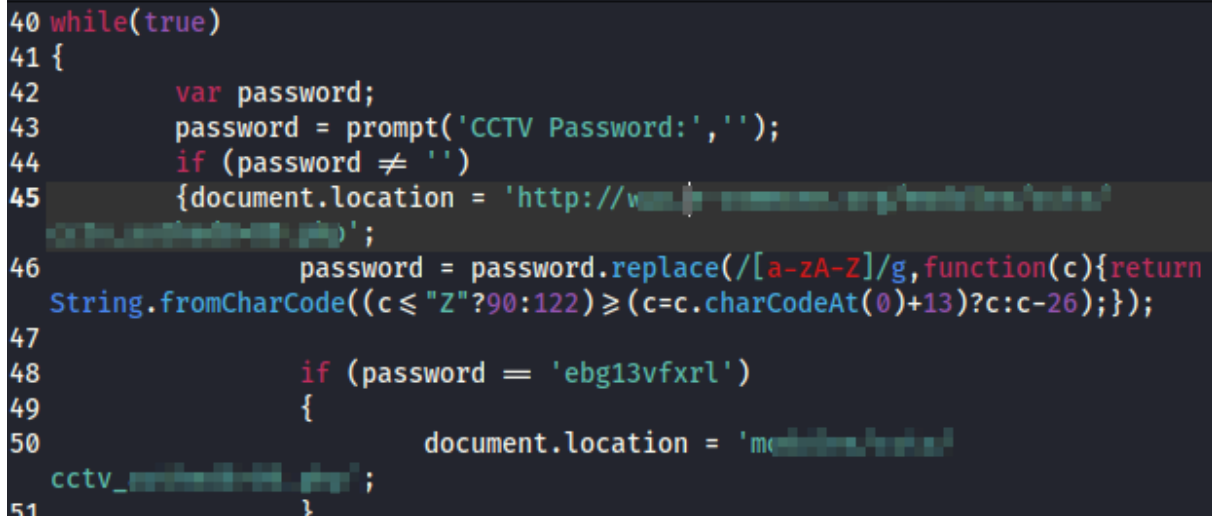 40 while(true)
41 {
42 var password;
43 password = prompt('CCTV Password:','');
44 if (password ≠ '')
45 {document.location = 'http://
';
46 password = password.replace(/[a-zA-Z]/g,function(c){return
String.fromCharCode((c ⩽ "Z"?90:122) ⩾ (c=c.charCodeAt(0)+13)?c:c-26);});
47
48 if (password == 'ebg13vfxrl')
49 {
50 document.location = '
cctv_ ';
51 }